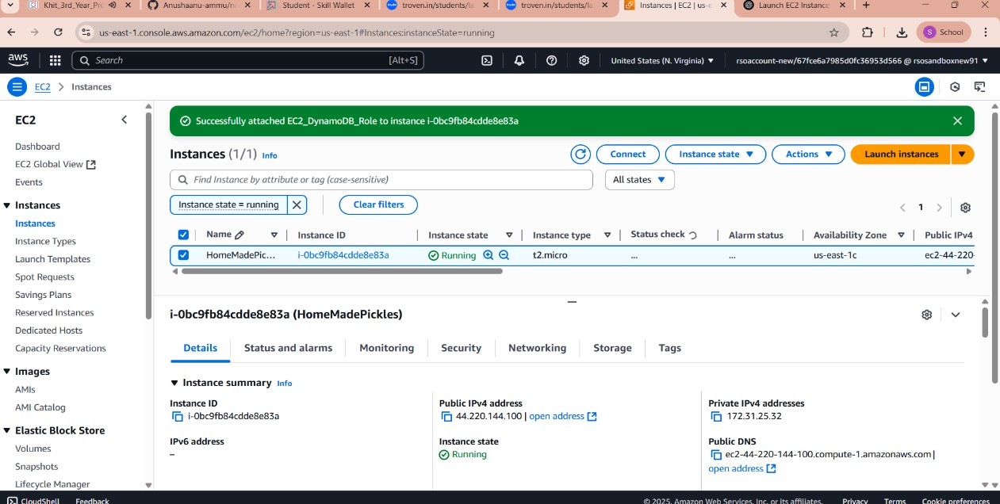 Khit_3rd_Year_Pro
Anushaanu-ammu/n
Student - Skill Wallet
troven.in/students/la
troven.in/students/la
Instances | EC2 | us-e
Launch EC2 Instance
us-east-1.console.aws.amazon.com/ec2/home?region=us-east-1#Instances:instanceState=running
S School
aws
Search [Alt+S]
United States (N. Virginia)
rsoaccount-new/67fce6a7985d0fc36953d566 @ rsosandboxnew91
EC2 > Instances
EC2
Dashboard
EC2 Global View
Events
Instances
Instances
Instance Types
Launch Templates
Spot Requests
Savings Plans
Reserved Instances
Dedicated Hosts
Capacity Reservations
Images
AMIs
AMI Catalog
Elastic Block Store
Volumes
Snapshots
Lifecycle Manager
Successfully attached EC2_DynamoDB_Role to instance i-0bc9fb84cdde8e83a
Instances (1/1) Info
Connect
Instance state
Actions
Launch instances
Find Instance by attribute or tag (case-sensitive)
All states
Instance state = running
Clear filters
1
Name Instance ID Instance state Instance type Status check Alarm status Availability Zone Public IPv4
HomeMadePic... i-0bc9fb84cdde8e83a Running t2.micro ... ... us-east-1c ec2-44-220-
i-0bc9fb84cdde8e83a (HomeMadePickles)
Details Status and alarms Monitoring Security Networking Storage Tags
Instance summary Info
Instance ID
i-0bc9fb84cdde8e83a
Public IPv4 address
44.220.144.100 | open address
Private IPv4 addresses
172.31.25.32
IPv6 address
–
Instance state
Running
Public DNS
ec2-44-220-144-100.compute-1.amazonaws.com |
open address
CloudShell Feedback
© 2025, Amazon Web Services, Inc. or its affiliates. Privacy Terms Cookie preferences